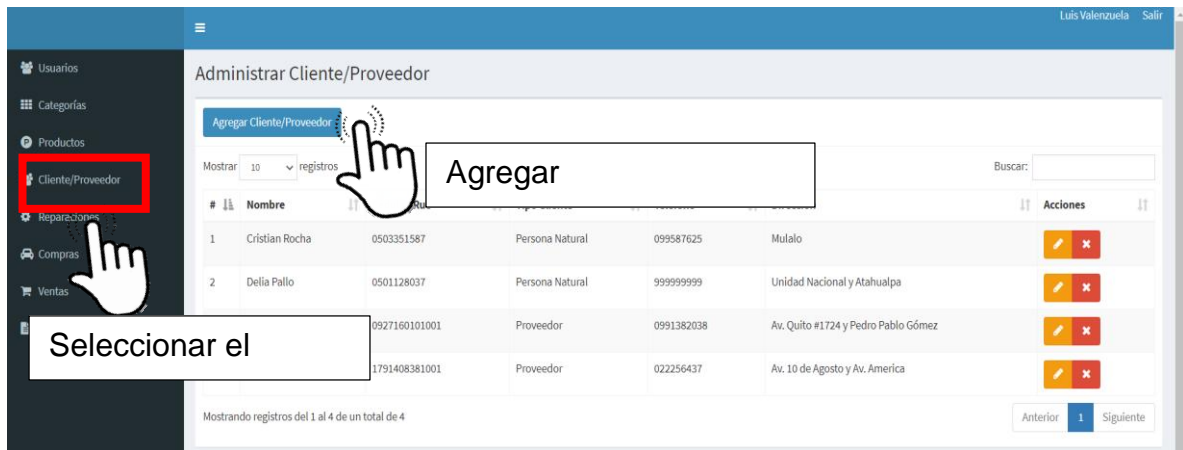 Luis Valenzuela Salir
Usuarios
Categorías
Productos
Cliente/Proveedor
Reparaciones
Compras
Ventas
Seleccionar el
Administrar Cliente/Proveedor
Agregar Cliente/Proveedor
Agregar
Mostrar 10 registros
Buscar:
# Nombre Acciones
1 Cristian Rocha 0503351587 Persona Natural 099587625 Mulalo
2 Delia Pallo 0501128037 Persona Natural 999999999 Unidad Nacional y Atahualpa
0927160101001 Proveedor 0991382038 Av. Quito #1724 y Pedro Pablo Gómez
1791408381001 Proveedor 022256437 Av. 10 de Agosto y Av. America
Mostrando registros del 1 al 4 de un total de 4
Anterior 1 Siguiente